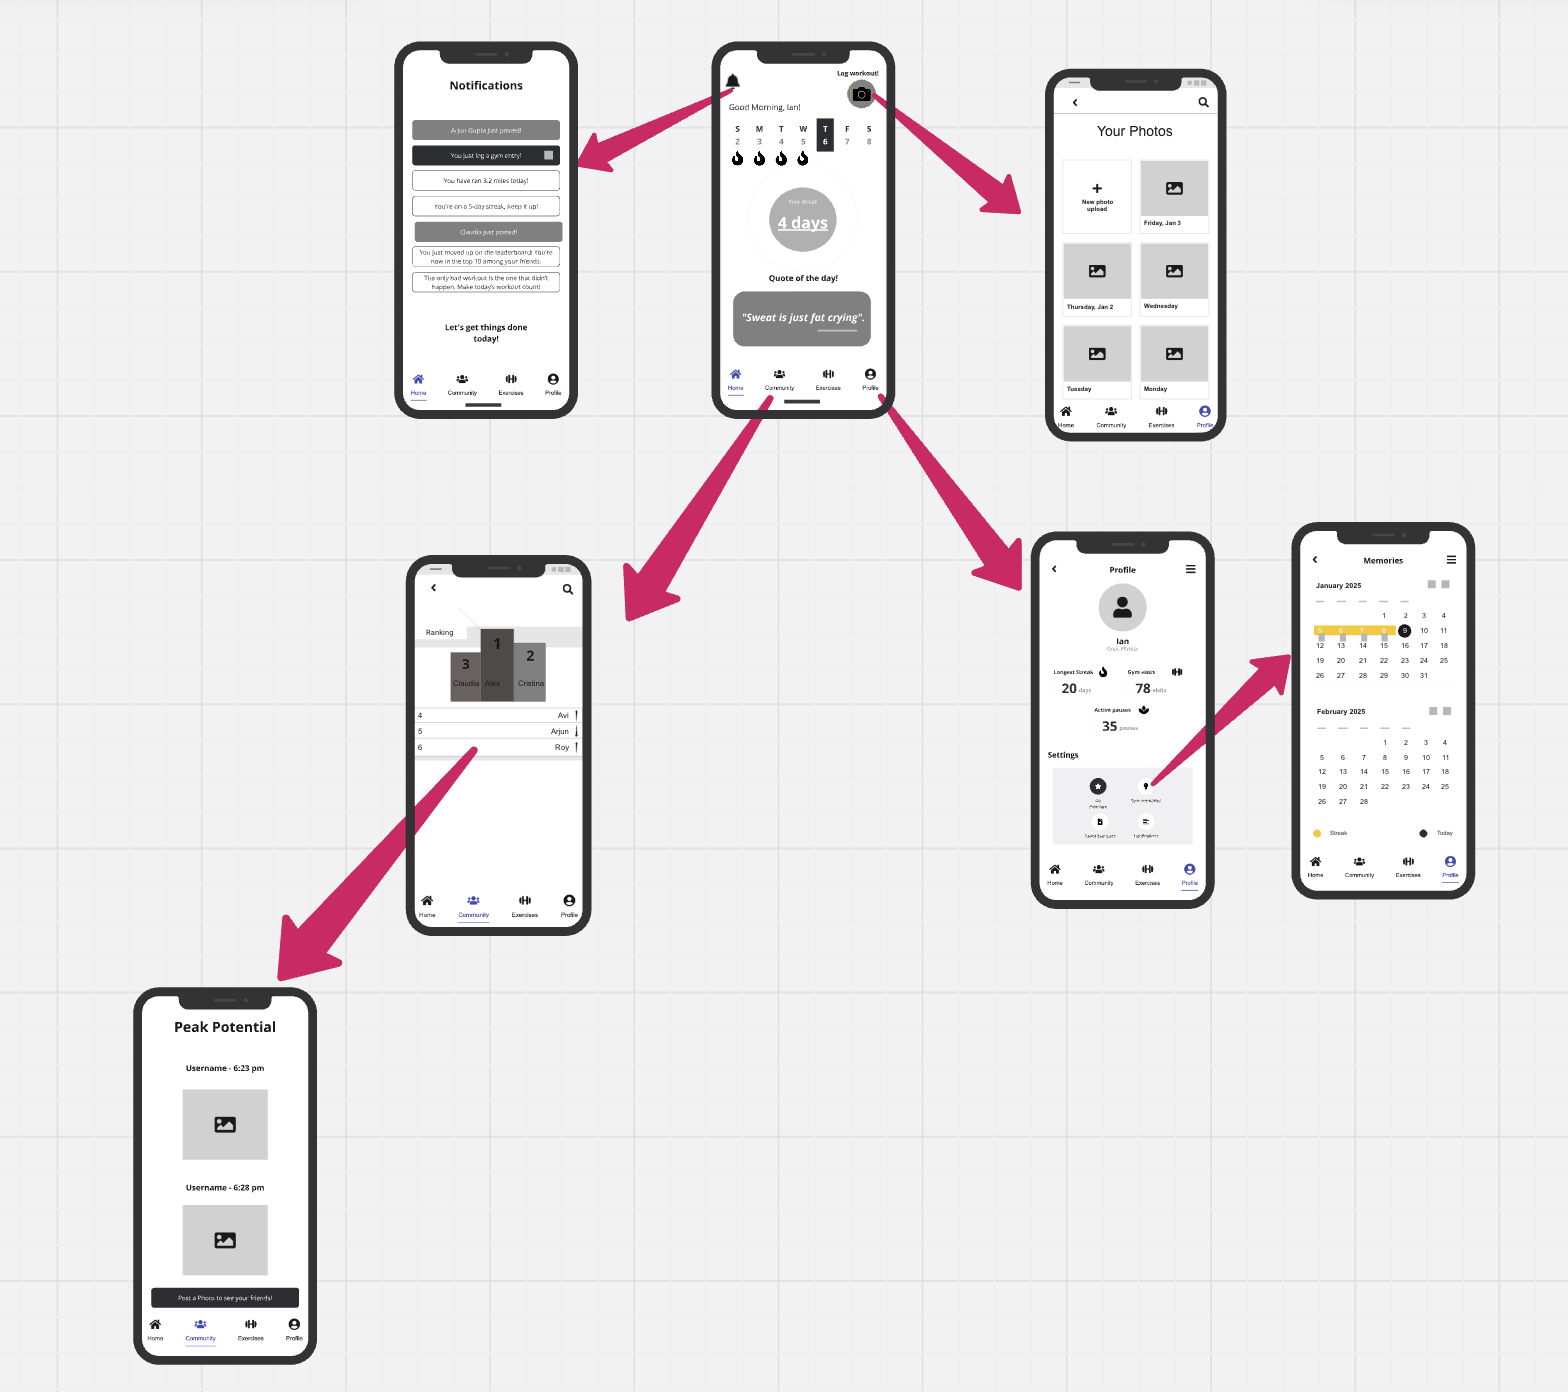 Notifications
Arjun Gupta just posted!
You just log a gym entry!
You have ran 3.2 miles today!
You're on a 5-day streak, keep it up!
Claudia just posted!
You just moved up on the leaderboard! You're
now in the top 10 among your friends.
The only bad workout is the one that didn't
happen. Make today's workout count!
Let's get things done
today!
Home Community Exercises Profile
Log workout!
Good Morning, Ian!
S M T W T F S
2 3 4 5 6 7 8
Your streak
4 days
Quote of the day!
"Sweat is just fat crying".
Home Community Exercises Profile
Your Photos
New photo
upload
Friday, Jan 3
Thursday, Jan 2
Wednesday
Tuesday
Monday
Home Community Exercises Profile
Ranking
1
2
3
Claudia Alex Cristina
4 Avi
5 Arjun
6 Roy
Home Community Exercises Profile
Profile
Ian
Longest Streak
20 days
Gym visits
78 visits
Active pauses
35 pauses
Settings
Home Community Exercises Profile
Memories
January 2025
1 2 3 4
5 6 7 8 9 10 11
12 13 14 15 16 17 18
19 20 21 22 23 24 25
26 27 28 29 30 31
February 2025
1 2 3 4
5 6 7 8 9 10 11
12 13 14 15 16 17 18
19 20 21 22 23 24 25
26 27 28
Streak
Today
Home Community Exercises Profile
Peak Potential
Username - 6:23 pm
Username - 6:28 pm
Post a Photo to see your friends!
Home Community Exercises Profile